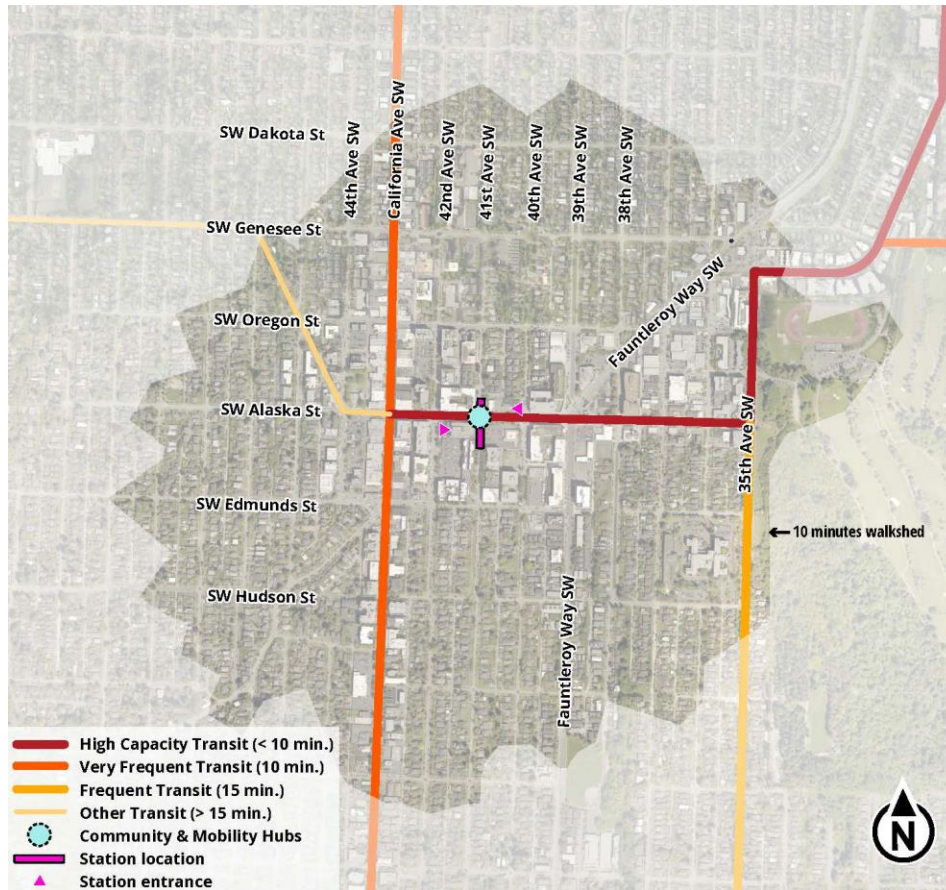 SW Dakota St
44th Ave SW
California Ave SW
42nd Ave SW
41st Ave SW
40th Ave SW
39th Ave SW
38th Ave SW
SW Genesee St
Fauntleroy Way SW
SW Oregon St
SW Alaska St
35th Ave SW
SW Edmunds St
10 minutes walkshed
SW Hudson St
Fauntleroy Way SW
High Capacity Transit (< 10 min.)
Very Frequent Transit (10 min.)
Frequent Transit (15 min.)
Other Transit (> 15 min.)
Community & Mobility Hubs
Station location
Station entrance
N